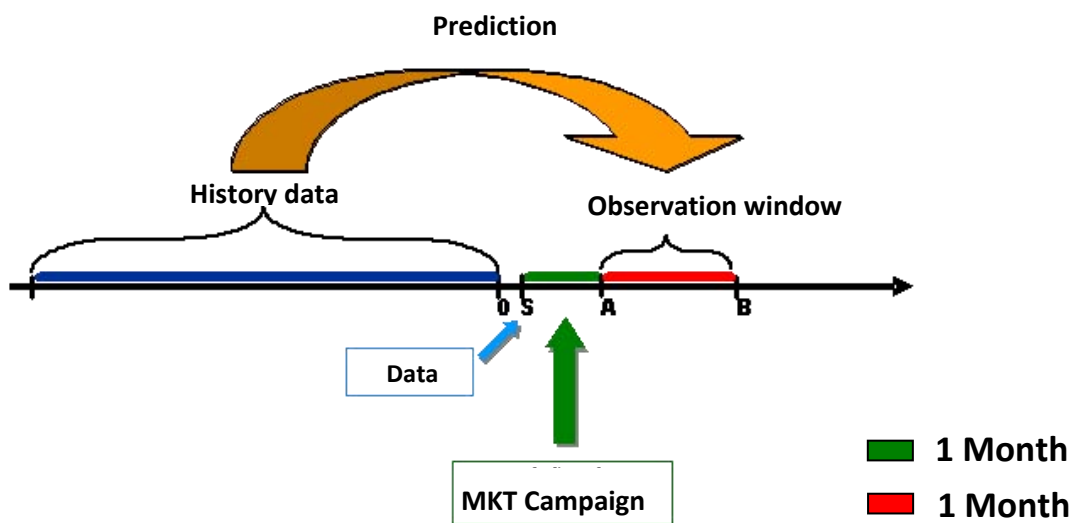 Prediction
History data
Observation window
0 S A B
Data
MKT Campaign
1 Month
1 Month